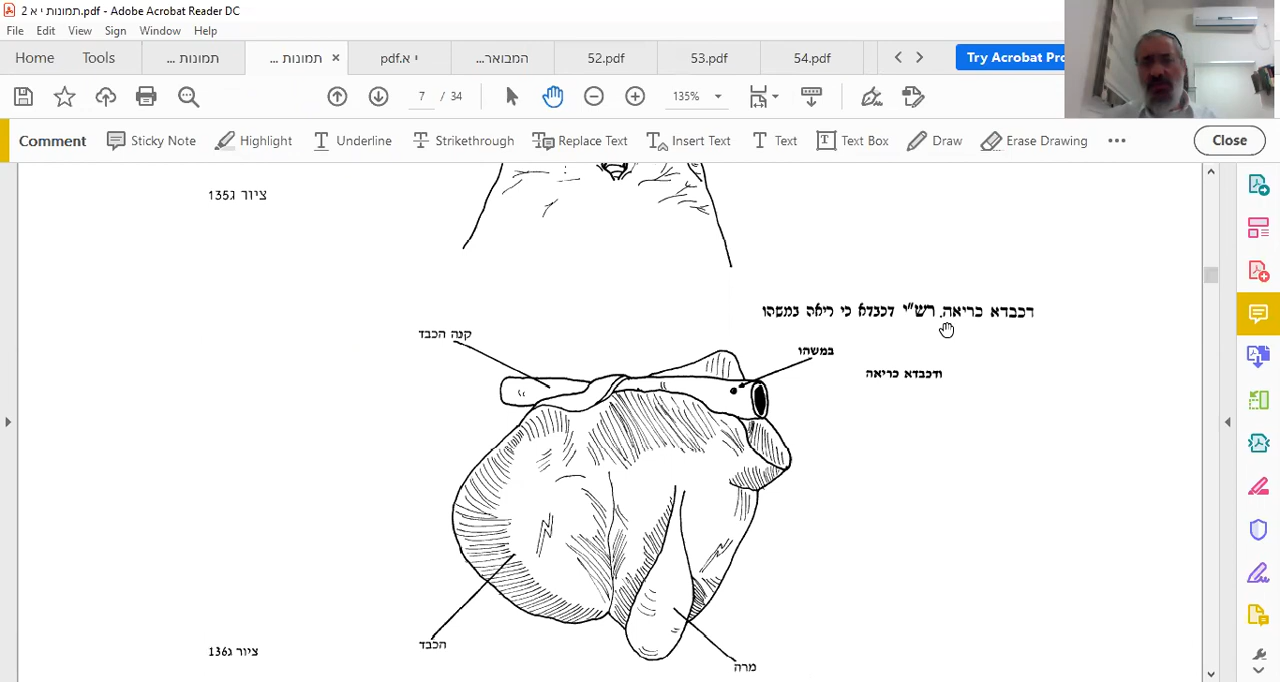 תמונות י א 2.pdf - Adobe Acrobat Reader DC
File Edit View Sign Window Help
Home Tools תמונות ... תמונות ... × י א.pdf המבואר... 52.pdf 53.pdf 54.pdf Try Acrobat Pro
7 / 34 135%
Comment Sticky Note Highlight Underline Strikethrough Replace Text Insert Text Text Text Box Draw Erase Drawing Close
ציור ג135
דכבדא כריאה. רש"י דכבדא כי ריאה במשהו
קנה הכבד
במשהו
ודכבדא כריאה
הכבד
ציור ג136
מרה